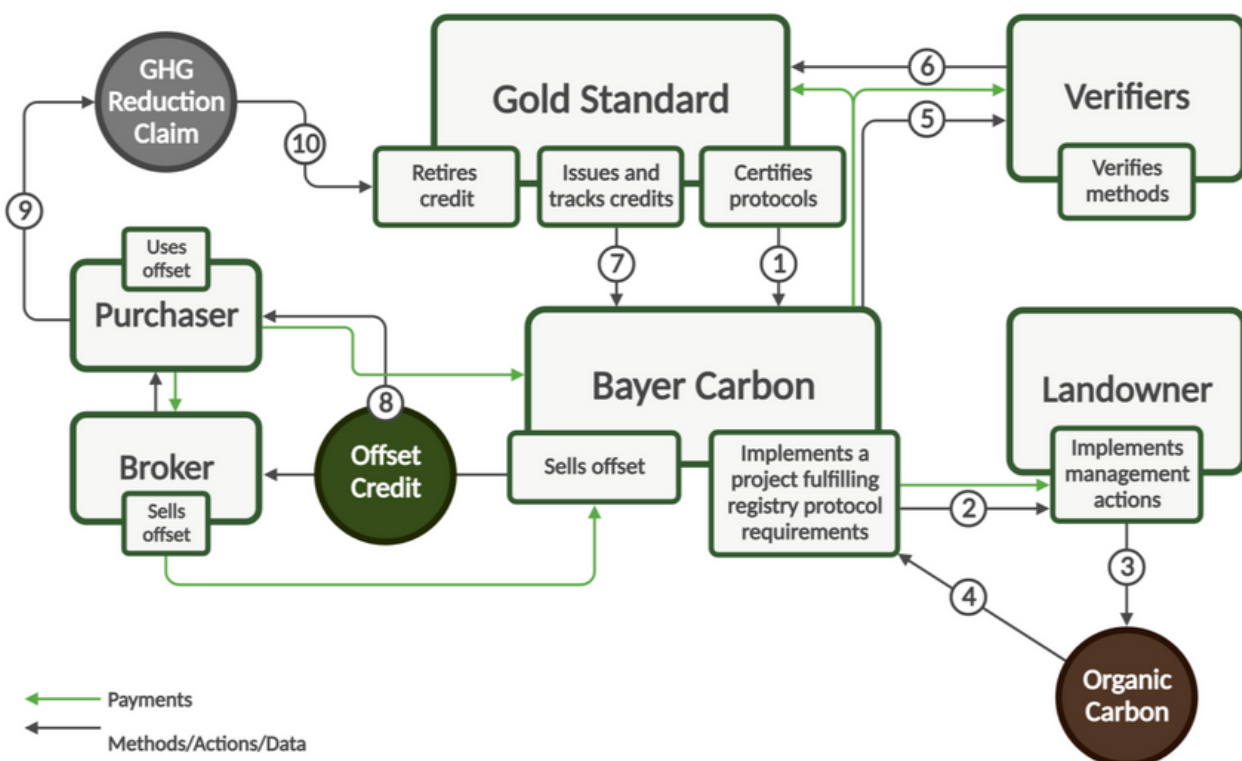 GHG
Reduction
Claim
10
9
Gold Standard
Retires
credit
Issues and
tracks credits
Certifies
protocols
6
5
Verifiers
Verifies
methods
7
1
Uses
offset
Purchaser
Broker
Sells
offset
8
Offset
Credit
Bayer Carbon
Sells offset
Implements a
project fulfilling
registry protocol
requirements
Landowner
Implements
management
actions
2
3
4
Organic
Carbon
Payments
Methods/Actions/Data